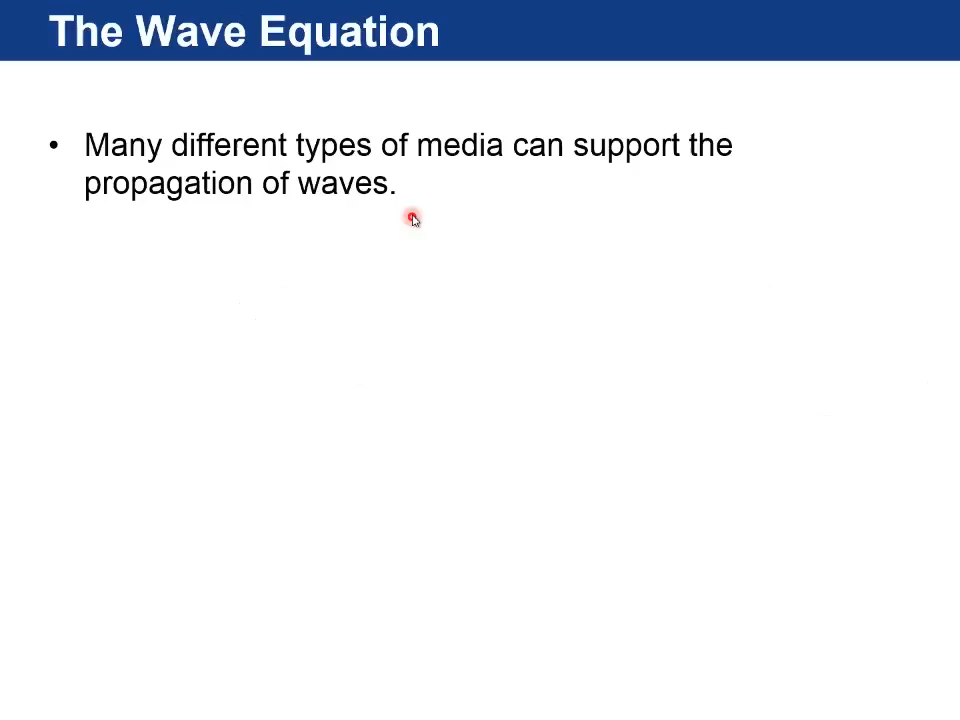 The Wave Equation
• Many different types of media can support the
propagation of waves.